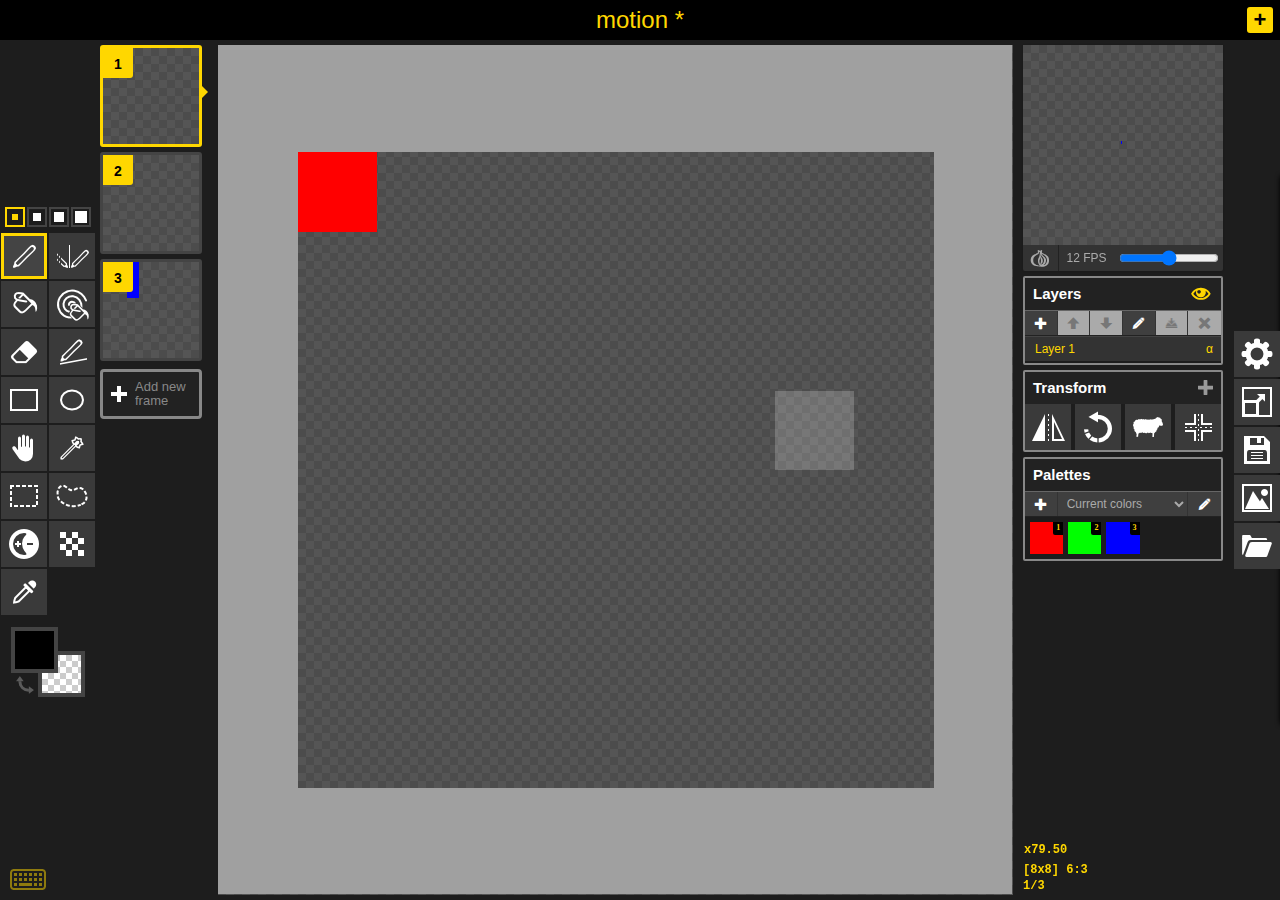 motion *
+
1
2
3
Add new
frame
12 FPS
Layers
Layer 1
α
Transform
Palettes
Current colors
1
2
3
x79.50
[8x8] 6:3
1/3